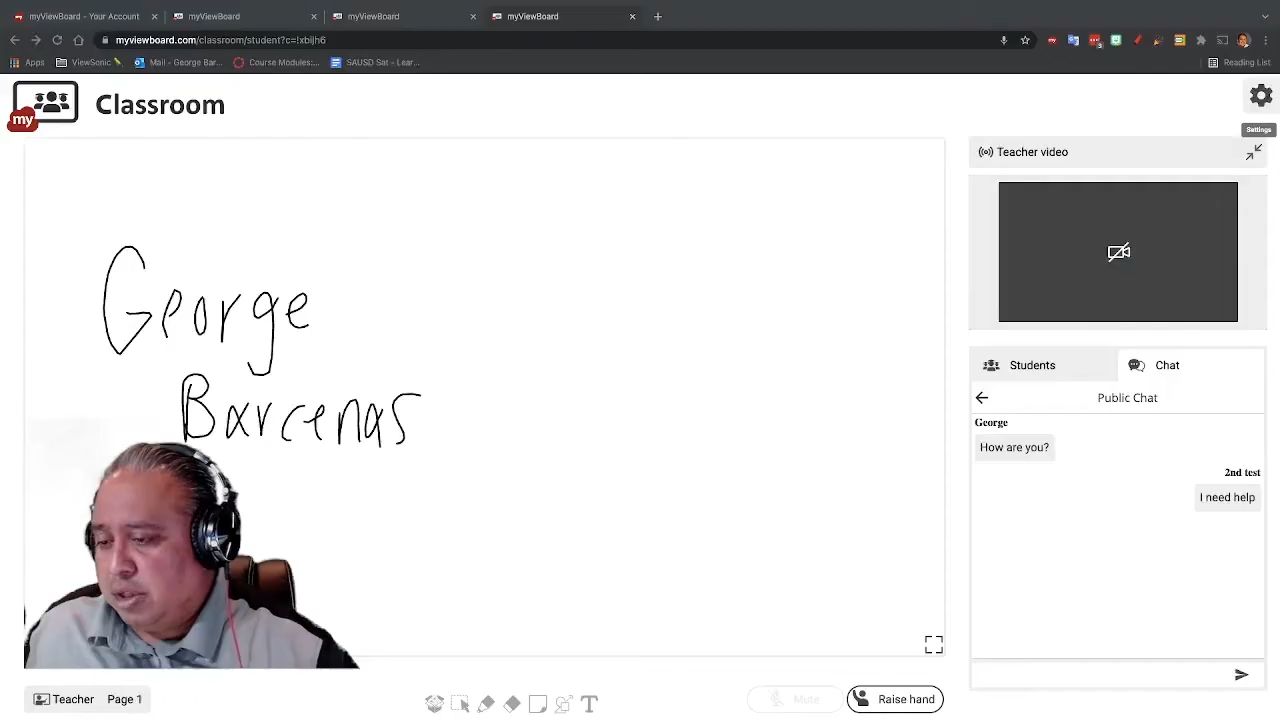 myViewBoard - Your Account
myViewBoard
myViewBoard
myViewBoard
myviewboard.com/classroom/student?c=!xbijh6
Apps
ViewSonic
Mail - George Bar...
Course Modules:...
SAUSD Sat - Lear...
Reading List
my
Classroom
Settings
Teacher video
George
Barcenas
Students
Chat
Public Chat
George
How are you?
2nd test
I need help
Teacher Page 1
T
Mute
Raise hand